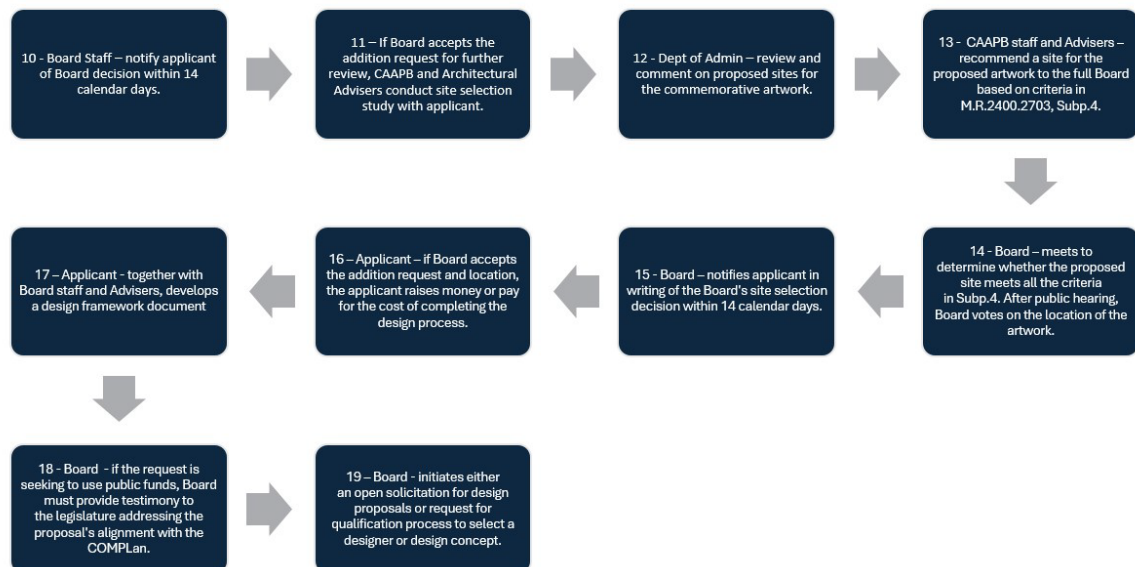 10 - Board Staff – notify applicant
of Board decision within 14
calendar days.
11 – If Board accepts the
addition request for further
review, CAAPB and Architectural
Advisers conduct site selection
study with applicant.
12 - Dept of Admin – review and
comment on proposed sites for
the commemorative artwork.
13 - CAAPB staff and Advisers –
recommend a site for the
proposed artwork to the full Board
based on criteria in
M.R.2400.2703, Subp.4.
14 - Board – meets to
determine whether the proposed
site meets all the criteria
in Subp.4. After public hearing,
Board votes on the location of the
artwork.
15 - Board – notifies applicant in
writing of the Board's site selection
decision within 14 calendar days.
16 – Applicant – if Board accepts
the addition request and location,
the applicant raises money or pay
for the cost of completing the
design process.
17 – Applicant - together with
Board staff and Advisers, develops
a design framework document
18 - Board - if the request is
seeking to use public funds, Board
must provide testimony to
the legislature addressing the
proposal's alignment with the
COMPLan.
19 – Board - initiates either
an open solicitation for design
proposals or request for
qualification process to select a
designer or design concept.